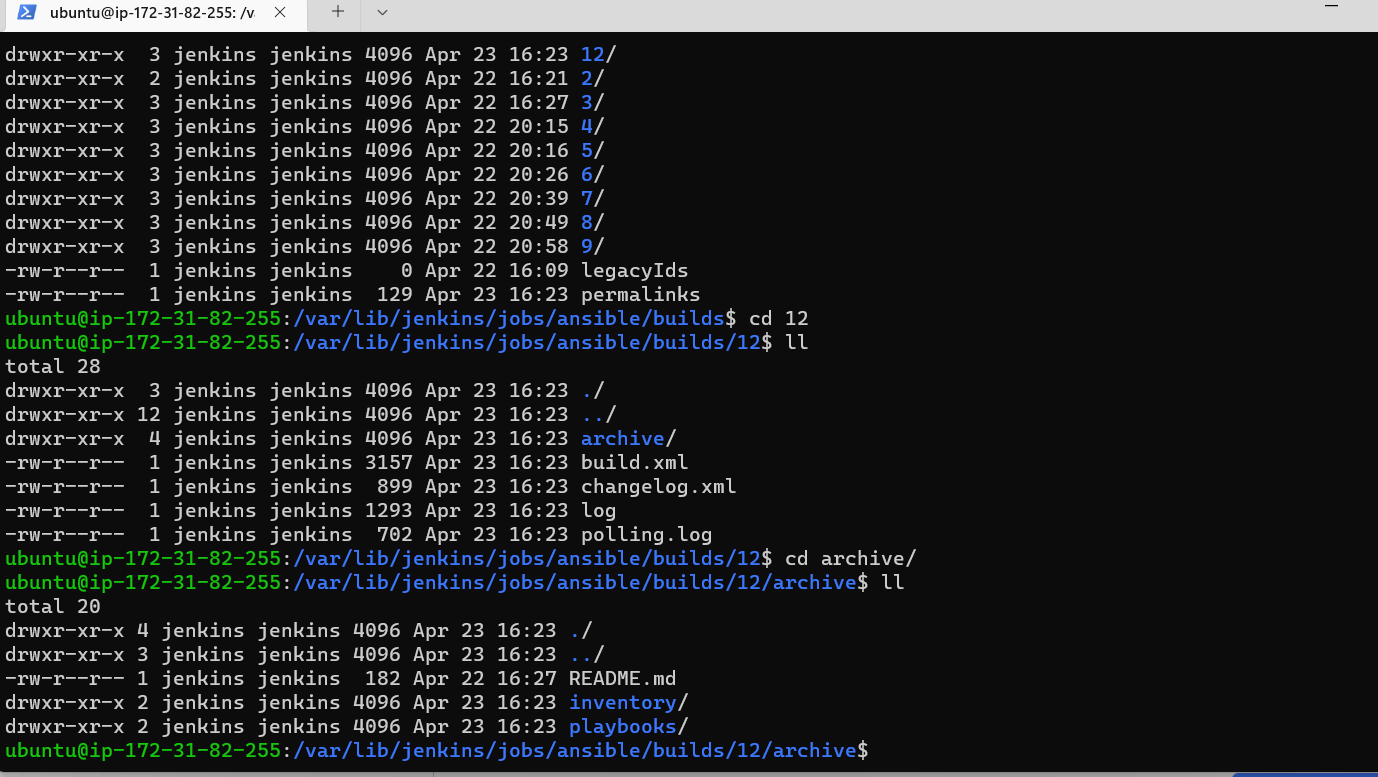 ubuntu@ip-172-31-82-255: /va
drwxr-xr-x  3 jenkins jenkins 4096 Apr 23 16:23 12/
drwxr-xr-x  2 jenkins jenkins 4096 Apr 22 16:21 2/
drwxr-xr-x  3 jenkins jenkins 4096 Apr 22 16:27 3/
drwxr-xr-x  3 jenkins jenkins 4096 Apr 22 20:15 4/
drwxr-xr-x  3 jenkins jenkins 4096 Apr 22 20:16 5/
drwxr-xr-x  3 jenkins jenkins 4096 Apr 22 20:26 6/
drwxr-xr-x  3 jenkins jenkins 4096 Apr 22 20:39 7/
drwxr-xr-x  3 jenkins jenkins 4096 Apr 22 20:49 8/
drwxr-xr-x  3 jenkins jenkins 4096 Apr 22 20:58 9/
-rw-r--r--  1 jenkins jenkins    0 Apr 22 16:09 legacyIds
-rw-r--r--  1 jenkins jenkins  129 Apr 23 16:23 permalinks
ubuntu@ip-172-31-82-255:/var/lib/jenkins/jobs/ansible/builds$ cd 12
ubuntu@ip-172-31-82-255:/var/lib/jenkins/jobs/ansible/builds/12$ ll
total 28
drwxr-xr-x  3 jenkins jenkins 4096 Apr 23 16:23 ./
drwxr-xr-x 12 jenkins jenkins 4096 Apr 23 16:23 ../
drwxr-xr-x  4 jenkins jenkins 4096 Apr 23 16:23 archive/
-rw-r--r--  1 jenkins jenkins 3157 Apr 23 16:23 build.xml
-rw-r--r--  1 jenkins jenkins  899 Apr 23 16:23 changelog.xml
-rw-r--r--  1 jenkins jenkins 1293 Apr 23 16:23 log
-rw-r--r--  1 jenkins jenkins  702 Apr 23 16:23 polling.log
ubuntu@ip-172-31-82-255:/var/lib/jenkins/jobs/ansible/builds/12$ cd archive/
ubuntu@ip-172-31-82-255:/var/lib/jenkins/jobs/ansible/builds/12/archive$ ll
total 20
drwxr-xr-x 4 jenkins jenkins 4096 Apr 23 16:23 ./
drwxr-xr-x 3 jenkins jenkins 4096 Apr 23 16:23 ../
-rw-r--r-- 1 jenkins jenkins  182 Apr 22 16:27 README.md
drwxr-xr-x 2 jenkins jenkins 4096 Apr 23 16:23 inventory/
drwxr-xr-x 2 jenkins jenkins 4096 Apr 23 16:23 playbooks/
ubuntu@ip-172-31-82-255:/var/lib/jenkins/jobs/ansible/builds/12/archive$